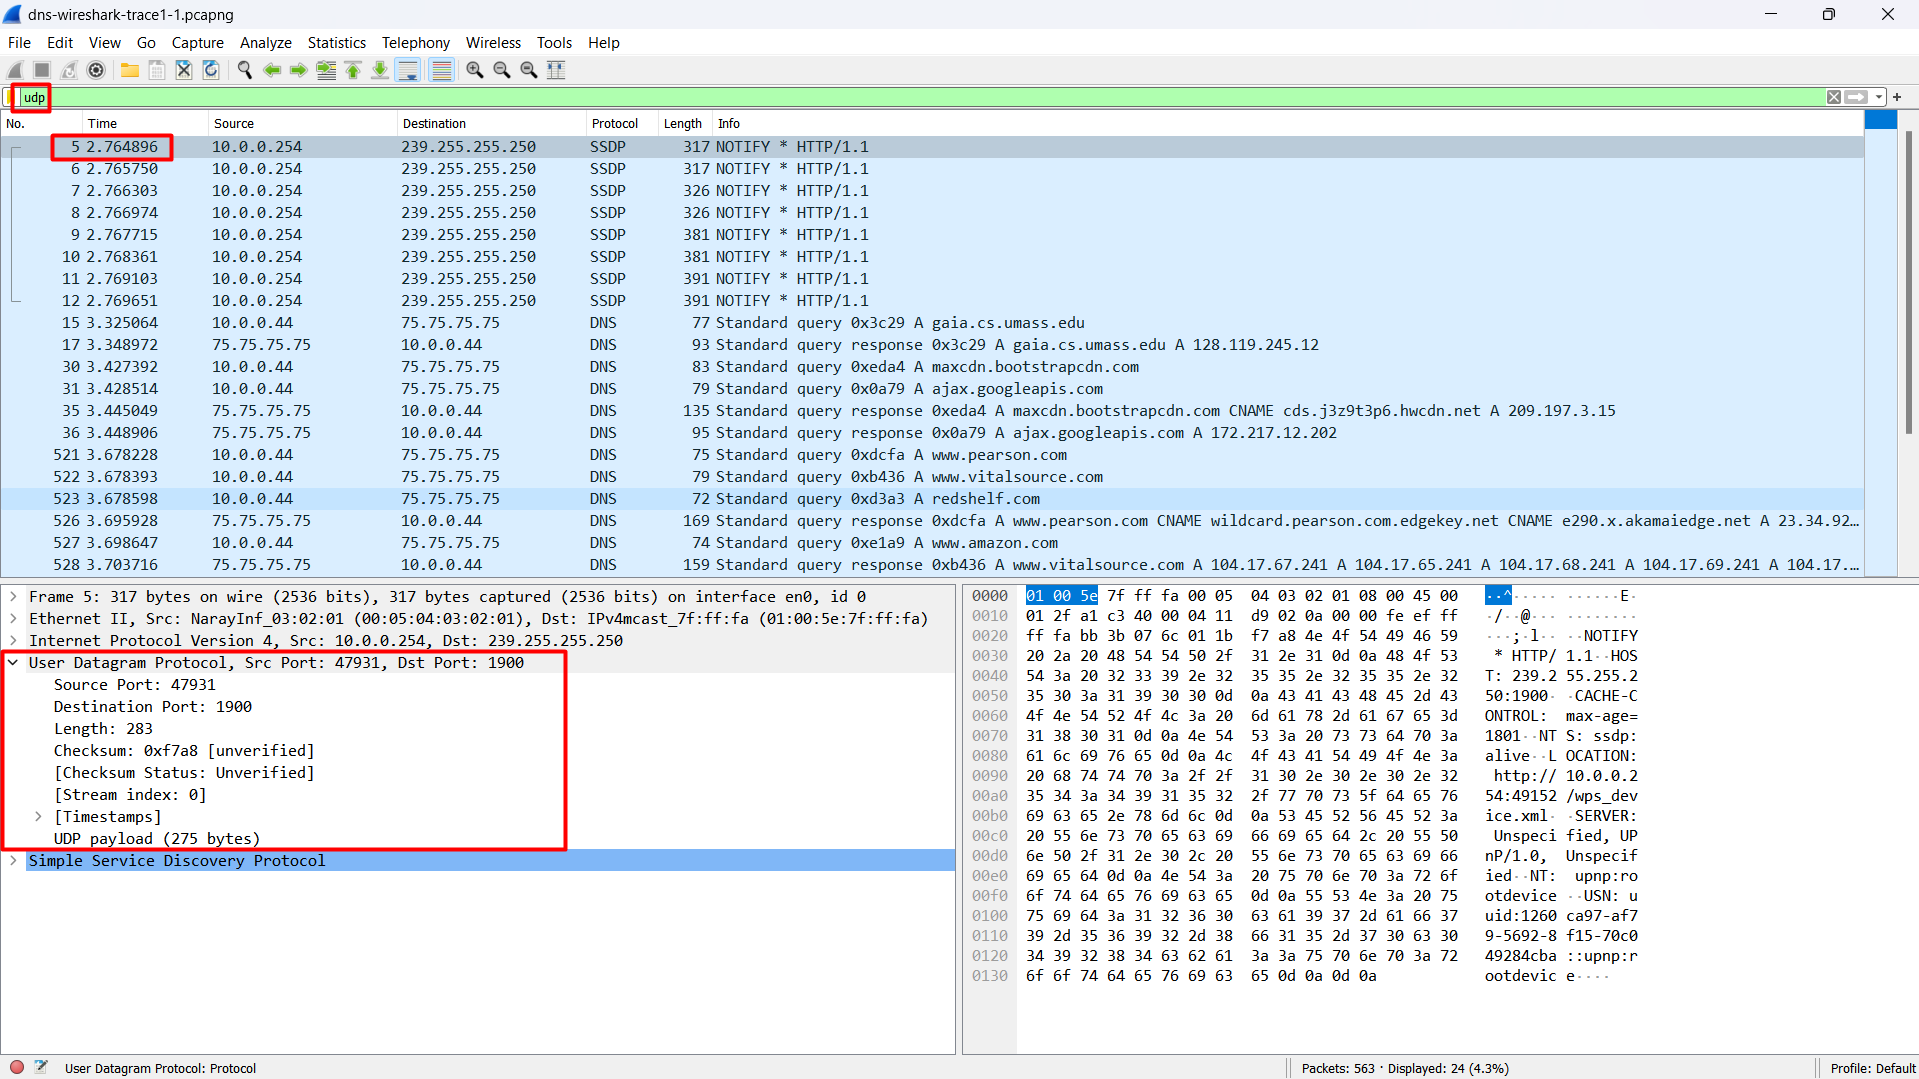 dns-wireshark-trace1-1.pcapng
File Edit View Go Capture Analyze Statistics Telephony Wireless Tools Help
udp
No. Time Source Destination Protocol Length Info
5 2.764896 10.0.0.254 239.255.255.250 SSDP 317 NOTIFY * HTTP/1.1
6 2.765750 10.0.0.254 239.255.255.250 SSDP 317 NOTIFY * HTTP/1.1
7 2.766303 10.0.0.254 239.255.255.250 SSDP 326 NOTIFY * HTTP/1.1
8 2.766974 10.0.0.254 239.255.255.250 SSDP 326 NOTIFY * HTTP/1.1
9 2.767715 10.0.0.254 239.255.255.250 SSDP 381 NOTIFY * HTTP/1.1
10 2.768361 10.0.0.254 239.255.255.250 SSDP 381 NOTIFY * HTTP/1.1
11 2.769103 10.0.0.254 239.255.255.250 SSDP 391 NOTIFY * HTTP/1.1
12 2.769651 10.0.0.254 239.255.255.250 SSDP 391 NOTIFY * HTTP/1.1
15 3.325064 10.0.0.44 75.75.75.75 DNS 77 Standard query 0x3c29 A gaia.cs.umass.edu
17 3.348972 75.75.75.75 10.0.0.44 DNS 93 Standard query response 0x3c29 A gaia.cs.umass.edu A 128.119.245.12
30 3.427392 10.0.0.44 75.75.75.75 DNS 83 Standard query 0xeda4 A maxcdn.bootstrapcdn.com
31 3.428514 10.0.0.44 75.75.75.75 DNS 79 Standard query 0x0a79 A ajax.googleapis.com
35 3.445049 75.75.75.75 10.0.0.44 DNS 135 Standard query response 0xeda4 A maxcdn.bootstrapcdn.com CNAME cds.j3z9t3p6.hwcdn.net A 209.197.3.15
36 3.448906 75.75.75.75 10.0.0.44 DNS 95 Standard query response 0x0a79 A ajax.googleapis.com A 172.217.12.202
521 3.678228 10.0.0.44 75.75.75.75 DNS 75 Standard query 0xdcfa A www.pearson.com
522 3.678393 10.0.0.44 75.75.75.75 DNS 79 Standard query 0xb436 A www.vitalsource.com
523 3.678598 10.0.0.44 75.75.75.75 DNS 72 Standard query 0xd3a3 A redshelf.com
526 3.695928 75.75.75.75 10.0.0.44 DNS 169 Standard query response 0xdcfa A www.pearson.com CNAME wildcard.pearson.com.edgekey.net CNAME e290.x.akamaiedge.net A 23.34.92…
527 3.698647 10.0.0.44 75.75.75.75 DNS 74 Standard query 0xe1a9 A www.amazon.com
528 3.703716 75.75.75.75 10.0.0.44 DNS 159 Standard query response 0xb436 A www.vitalsource.com A 104.17.67.241 A 104.17.65.241 A 104.17.68.241 A 104.17.69.241 A 104.17.…
Frame 5: 317 bytes on wire (2536 bits), 317 bytes captured (2536 bits) on interface en0, id 0
Ethernet II, Src: NarayInf_03:02:01 (00:05:04:03:02:01), Dst: IPv4mcast_7f:ff:fa (01:00:5e:7f:ff:fa)
Internet Protocol Version 4, Src: 10.0.0.254, Dst: 239.255.255.250
User Datagram Protocol, Src Port: 47931, Dst Port: 1900
Source Port: 47931
Destination Port: 1900
Length: 283
Checksum: 0xf7a8 [unverified]
[Checksum Status: Unverified]
[Stream index: 0]
[Timestamps]
UDP payload (275 bytes)
Simple Service Discovery Protocol
0000 01 00 5e 7f ff fa 00 05 04 03 02 01 08 00 45 00 ··^····· ······E·
0010 01 2f a1 c3 40 00 04 11 d9 02 0a 00 00 fe ef ff ·/··@··· ········
0020 ff fa bb 3b 07 6c 01 1b f7 a8 4e 4f 54 49 46 59 ···;·l·· ··NOTIFY
0030 20 2a 20 48 54 54 50 2f 31 2e 31 0d 0a 48 4f 53 * HTTP/ 1.1··HOS
0040 54 3a 20 32 33 39 2e 32 35 35 2e 32 35 35 2e 32 T: 239.2 55.255.2
0050 35 30 3a 31 39 30 30 0d 0a 43 41 43 48 45 2d 43 50:1900· ·CACHE-C
0060 4f 4e 54 52 4f 4c 3a 20 6d 61 78 2d 61 67 65 3d ONTROL: max-age=
0070 31 38 30 31 0d 0a 4e 54 53 3a 20 73 73 64 70 3a 1801··NT S: ssdp:
0080 61 6c 69 76 65 0d 0a 4c 4f 43 41 54 49 4f 4e 3a alive··L OCATION:
0090 20 68 74 74 70 3a 2f 2f 31 30 2e 30 2e 30 2e 32 http:// 10.0.0.2
00a0 35 34 3a 34 39 31 35 32 2f 77 70 73 5f 64 65 76 54:49152 /wps_dev
00b0 69 63 65 2e 78 6d 6c 0d 0a 53 45 52 56 45 52 3a ice.xml· ·SERVER:
00c0 20 55 6e 73 70 65 63 69 66 69 65 64 2c 20 55 50 Unspeci fied, UP
00d0 6e 50 2f 31 2e 30 2c 20 55 6e 73 70 65 63 69 66 nP/1.0, Unspecif
00e0 69 65 64 0d 0a 4e 54 3a 20 75 70 6e 70 3a 72 6f ied··NT: upnp:ro
00f0 6f 74 64 65 76 69 63 65 0d 0a 55 53 4e 3a 20 75 otdevice ··USN: u
0100 75 69 64 3a 31 32 36 30 63 61 39 37 2d 61 66 37 uid:1260 ca97-af7
0110 39 2d 35 36 39 32 2d 38 66 31 35 2d 37 30 63 30 9-5692-8 f15-70c0
0120 34 39 32 38 34 63 62 61 3a 3a 75 70 6e 70 3a 72 49284cba ::upnp:r
0130 6f 6f 74 64 65 76 69 63 65 0d 0a 0d 0a ootdevic e····
User Datagram Protocol: Protocol
Packets: 563 · Displayed: 24 (4.3%)
Profile: Default